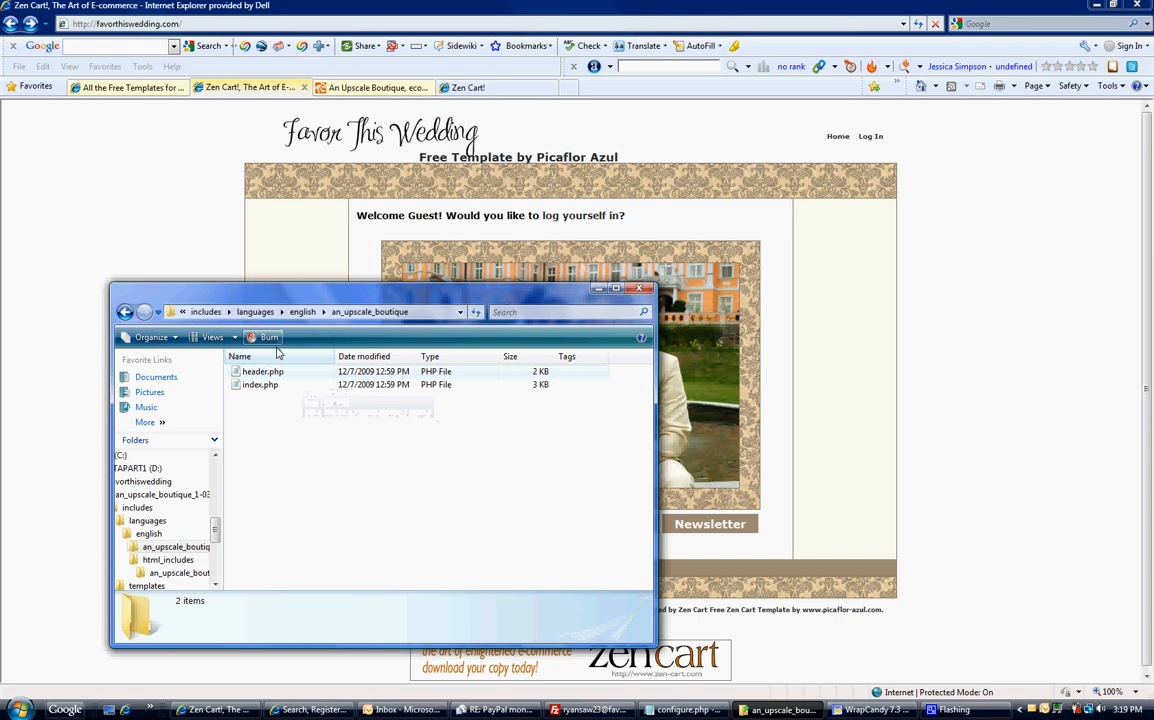 Zen Cart!, The Art of E-commerce - Internet Explorer provided by Dell
http://favorthiswedding.com/
Google
Google
Search
Share
Sidewiki
Bookmarks
Check
Translate
AutoFill
Sign In
File Edit View Favorites Tools Help
no rank
Jessica Simpson - undefined
Favorites
All the Free Templates for ...
Zen Cart!, The Art of E-...
An Upscale Boutique, eco...
Zen Cart!
Page
Safety
Tools
Favor This Wedding
Home Log In
Free Template by Picaflor Azul
Welcome Guest! Would you like to log yourself in?
includes
languages
english
an_upscale_boutique
Search
Organize
Views
Burn
Favorite Links
Name Date modified Type Size Tags
Documents
Pictures
Music
More
header.php 12/7/2009 12:59 PM PHP File 2 KB
index.php 12/7/2009 12:59 PM PHP File 3 KB
Folders
(C:)
TAPART1 (D:)
vorthiswedding
an_upscale_boutique_1-03
includes
languages
english
an_upscale_boutiq
html_includes
an_upscale_bout
templates
2 items
Newsletter
ed by Zen Cart Free Zen Cart Template by www.picaflor-azul.com.
the art of enlightened e-commerce
download your copy today!
zencart
http://www.zen-cart.com
Internet | Protected Mode: On
100%
Google
Zen Cart!, The ...
Search, Register...
Inbox - Microso...
RE: PayPal mon...
ryansaw23@fav...
configure.php -...
an_upscale_bou...
WrapCandy 7.3 ...
Flashing
3:19 PM